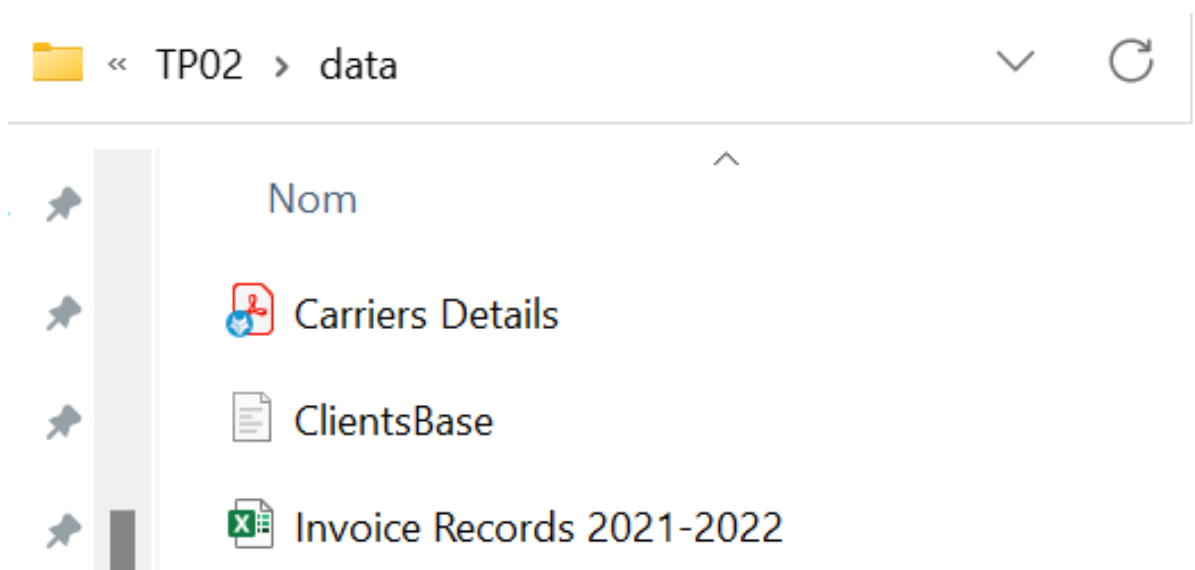 « TP02 > data
Nom
Carriers Details
ClientsBase
Invoice Records 2021-2022